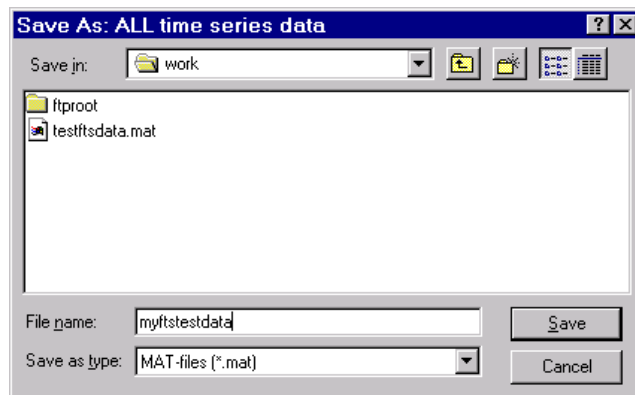 Save As: ALL time series data
Save in: work
ftproot
testftsdata.mat
File name: myftstestdata
Save
Save as type: MAT-files (*.mat)
Cancel